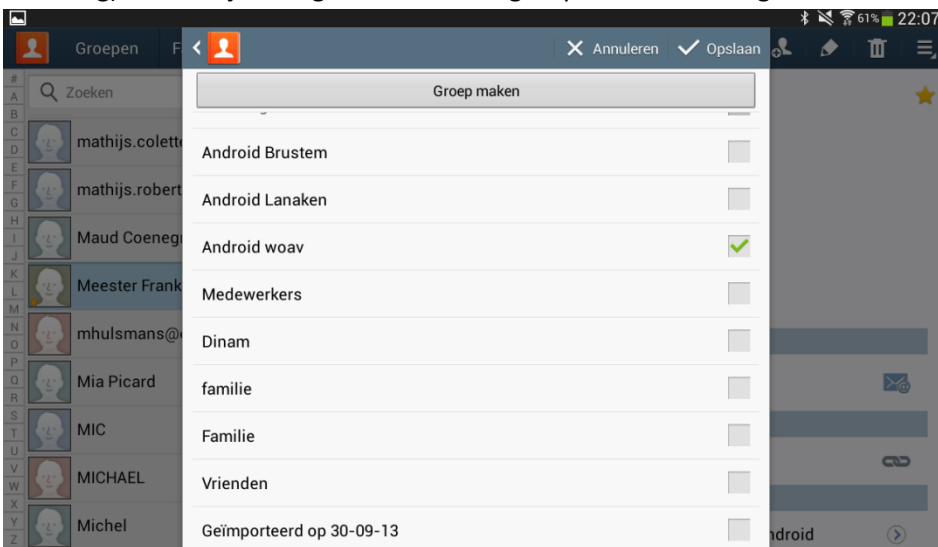 61% 22:07
Groepen
Annuleren
Opslaan
Groep maken
Zoeken
#
A
B
C
D
E
F
G
H
I
J
K
L
M
N
O
P
Q
R
S
T
U
V
W
X
Y
Z
mathijs.colett
mathijs.robert
Maud Coeneg
Meester Frank
mhulsmans@
Mia Picard
MIC
MICHAEL
Michel
Android Brustem
Android Lanaken
Android woav
Medewerkers
Dinam
familie
Familie
Vrienden
Geïmporteerd op 30-09-13
ndroid